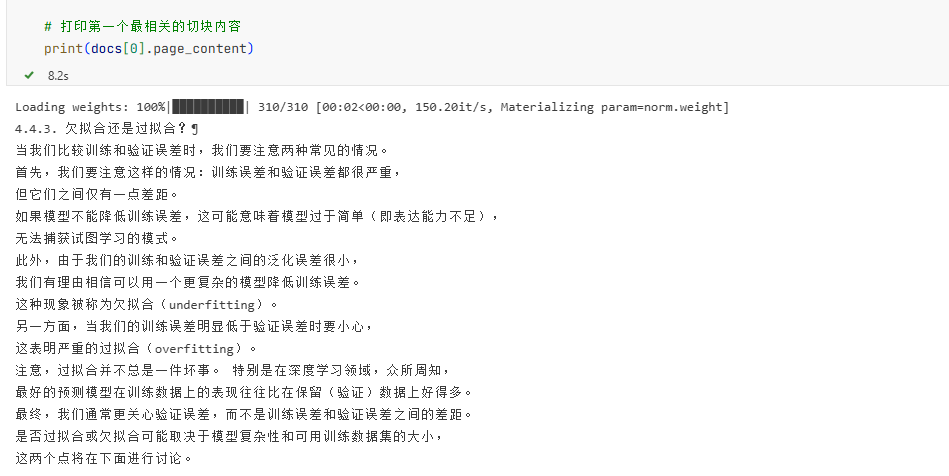 # 打印第一个最相关的切块内容
print(docs[0].page_content)
8.2s
Loading weights: 100%|██████████| 310/310 [00:02<00:00, 150.20it/s, Materializing param=norm.weight]
4.4.3. 欠拟合还是过拟合？¶
当我们比较训练和验证误差时，我们要注意两种常见的情况。
首先，我们要注意这样的情况：训练误差和验证误差都很严重，
但它们之间仅有一点差距。
如果模型不能降低训练误差，这可能意味着模型过于简单（即表达能力不足），
无法捕获试图学习的模式。
此外，由于我们的训练和验证误差之间的泛化误差很小，
我们有理由相信可以用一个更复杂的模型降低训练误差。
这种现象被称为欠拟合（underfitting）。
另一方面，当我们的训练误差明显低于验证误差时要小心，
这表明严重的过拟合（overfitting）。
注意，过拟合并不总是一件坏事。 特别是在深度学习领域，众所周知，
最好的预测模型在训练数据上的表现往往比在保留（验证）数据上好得多。
最终，我们通常更关心验证误差，而不是训练误差和验证误差之间的差距。
是否过拟合或欠拟合可能取决于模型复杂性和可用训练数据集的大小，
这两个点将在下面进行讨论。